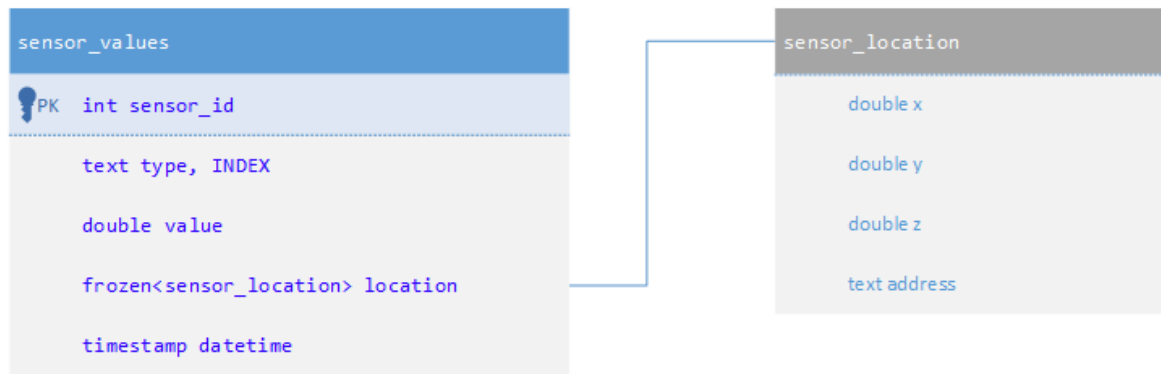 sensor_values
PK int sensor_id
text type, INDEX
double value
frozen<sensor_location> location
timestamp datetime
sensor_location
double x
double y
double z
text address